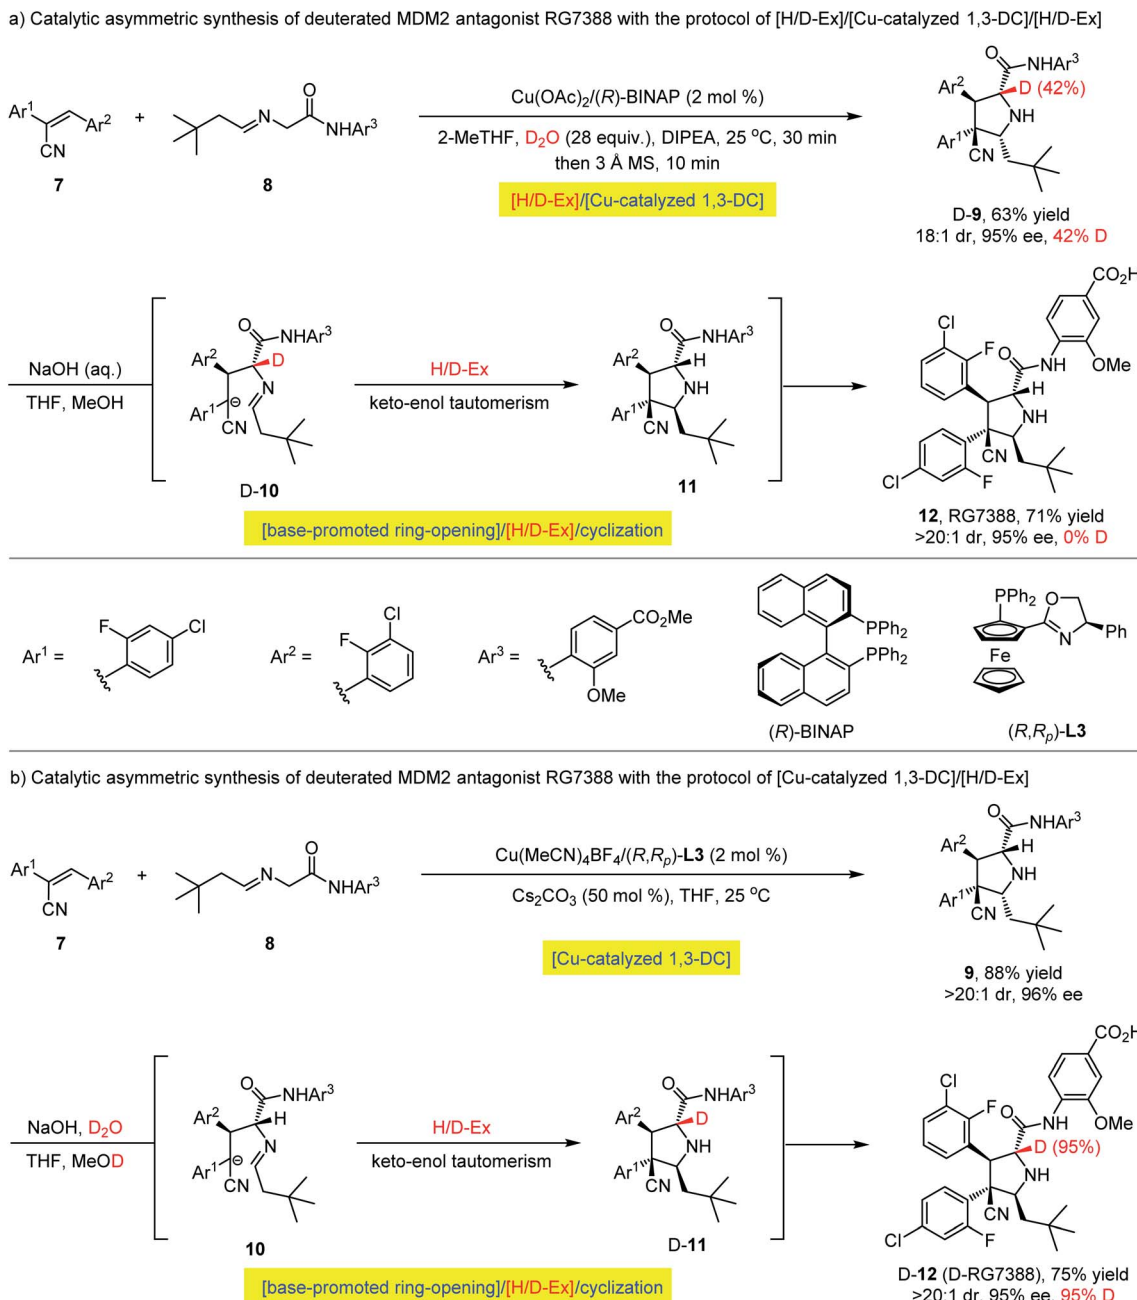 a) Catalytic asymmetric synthesis of deuterated MDM2 antagonist RG7388 with the protocol of [H/D-Ex]/[Cu-catalyzed 1,3-DC]/[H/D-Ex]
Ar¹
Ar²
CN
7
+
N
O
NHAr³
8
Cu(OAc)₂/(R)-BINAP (2 mol %)
2-MeTHF, D₂O (28 equiv.), DIPEA, 25 °C, 30 min
then 3 Å MS, 10 min
[H/D-Ex]/[Cu-catalyzed 1,3-DC]
O
NHAr³
Ar²
D (42%)
NH
Ar¹
CN
D-9, 63% yield
18:1 dr, 95% ee, 42% D
NaOH (aq.)
THF, MeOH
O
NHAr³
Ar²
D
N
Ar¹
⊖
CN
D-10
H/D-Ex
keto-enol tautomerism
O
NHAr³
Ar²
H
NH
Ar¹
CN
11
[base-promoted ring-opening]/[H/D-Ex]/cyclization
CO₂H
Cl
F
O
NH
OMe
H
NH
CN
Cl
F
12, RG7388, 71% yield
>20:1 dr, 95% ee, 0% D
Ar¹ =
F
Cl
Ar² =
Cl
F
Ar³ =
CO₂Me
OMe
PPh₂
PPh₂
(R)-BINAP
PPh₂
O
N
Ph
Fe
(R,Rₚ)-L3
b) Catalytic asymmetric synthesis of deuterated MDM2 antagonist RG7388 with the protocol of [Cu-catalyzed 1,3-DC]/[H/D-Ex]
Ar¹
Ar²
CN
7
+
N
O
NHAr³
8
Cu(MeCN)₄BF₄/(R,Rₚ)-L3 (2 mol %)
Cs₂CO₃ (50 mol %), THF, 25 °C
[Cu-catalyzed 1,3-DC]
O
NHAr³
Ar²
H
NH
Ar¹
CN
9, 88% yield
>20:1 dr, 96% ee
NaOH, D₂O
THF, MeOD
O
NHAr³
Ar²
H
N
Ar¹
⊖
CN
10
H/D-Ex
keto-enol tautomerism
O
NHAr³
Ar²
D
NH
Ar¹
CN
D-11
[base-promoted ring-opening]/[H/D-Ex]/cyclization
CO₂H
Cl
F
O
NH
OMe
D (95%)
NH
CN
Cl
F
D-12 (D-RG7388), 75% yield
>20:1 dr, 95% ee, 95% D